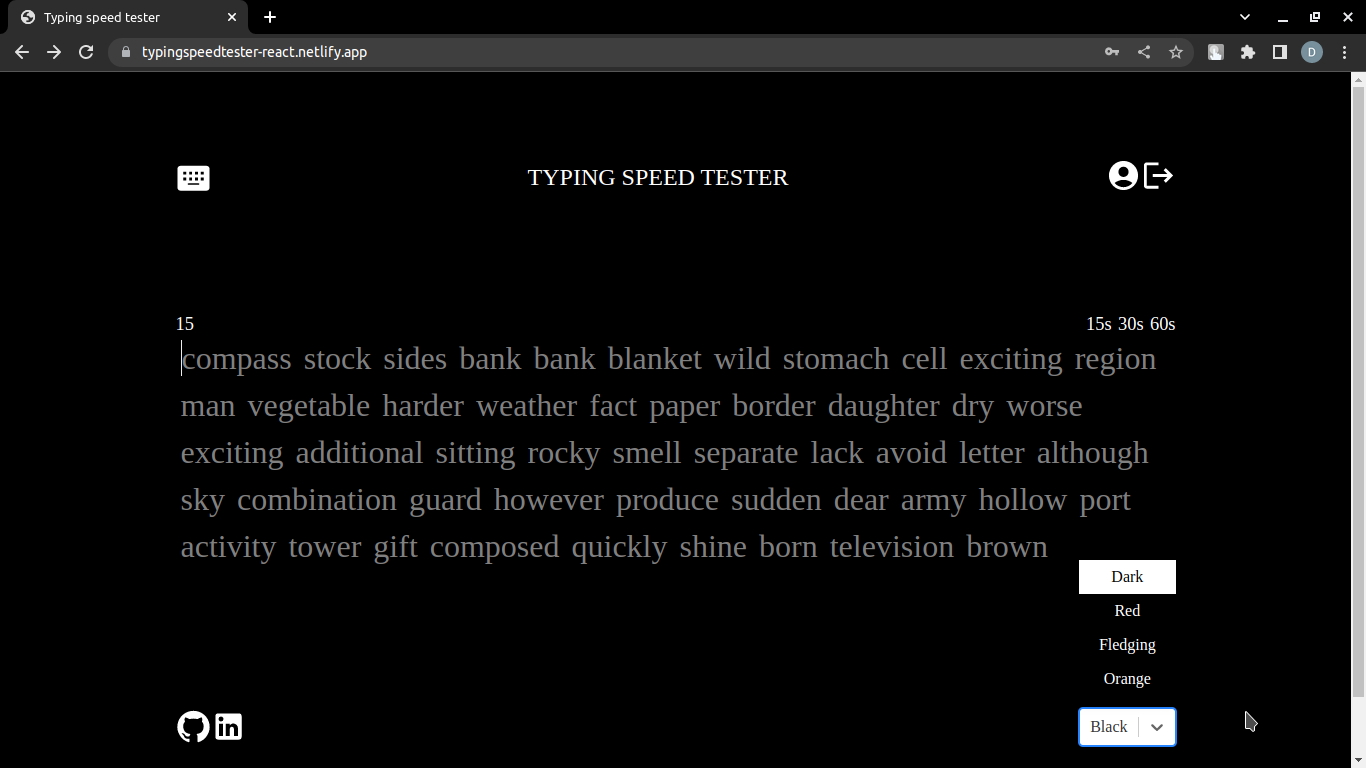 Typing speed tester
typingspeedtester-react.netlify.app
D
TYPING SPEED TESTER
15
15s 30s 60s
compass stock sides bank bank blanket wild stomach cell exciting region
man vegetable harder weather fact paper border daughter dry worse
exciting additional sitting rocky smell separate lack avoid letter although
sky combination guard however produce sudden dear army hollow port
activity tower gift composed quickly shine born television brown
Dark
Red
Fledging
Orange
in
Black